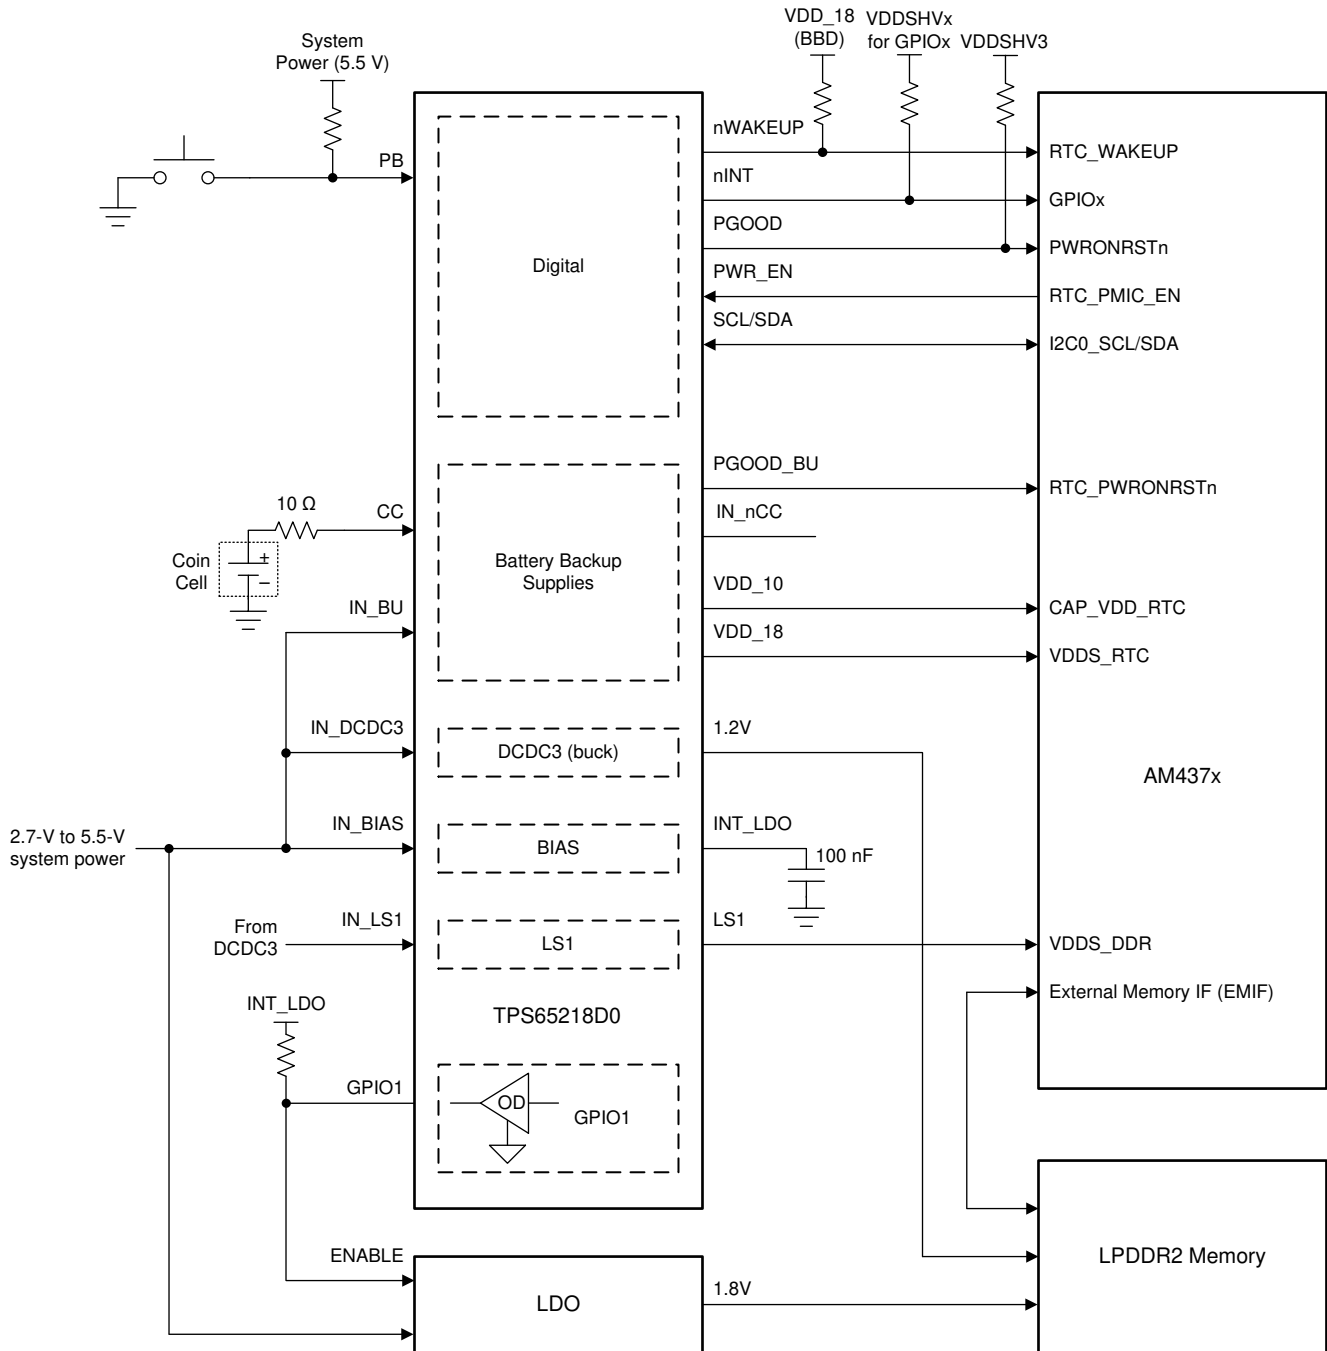 System
Power (5.5 V)
VDD_18
(BBD)
VDDSHVx
for GPIOx
VDDSHV3
PB
nWAKEUP
RTC_WAKEUP
nINT
GPIOx
PGOOD
PWRONRSTn
Digital
PWR_EN
RTC_PMIC_EN
SCL/SDA
I2C0_SCL/SDA
PGOOD_BU
RTC_PWRONRSTn
10 Ω
CC
IN_nCC
Coin
Cell
+
–
Battery Backup
Supplies
IN_BU
VDD_10
CAP_VDD_RTC
VDD_18
VDDS_RTC
IN_DCDC3
DCDC3 (buck)
1.2V
AM437x
2.7-V to 5.5-V
system power
IN_BIAS
BIAS
INT_LDO
100 nF
From
DCDC3
IN_LS1
LS1
LS1
VDDS_DDR
External Memory IF (EMIF)
INT_LDO
TPS65218D0
GPIO1
OD
GPIO1
ENABLE
LDO
1.8V
LPDDR2 Memory